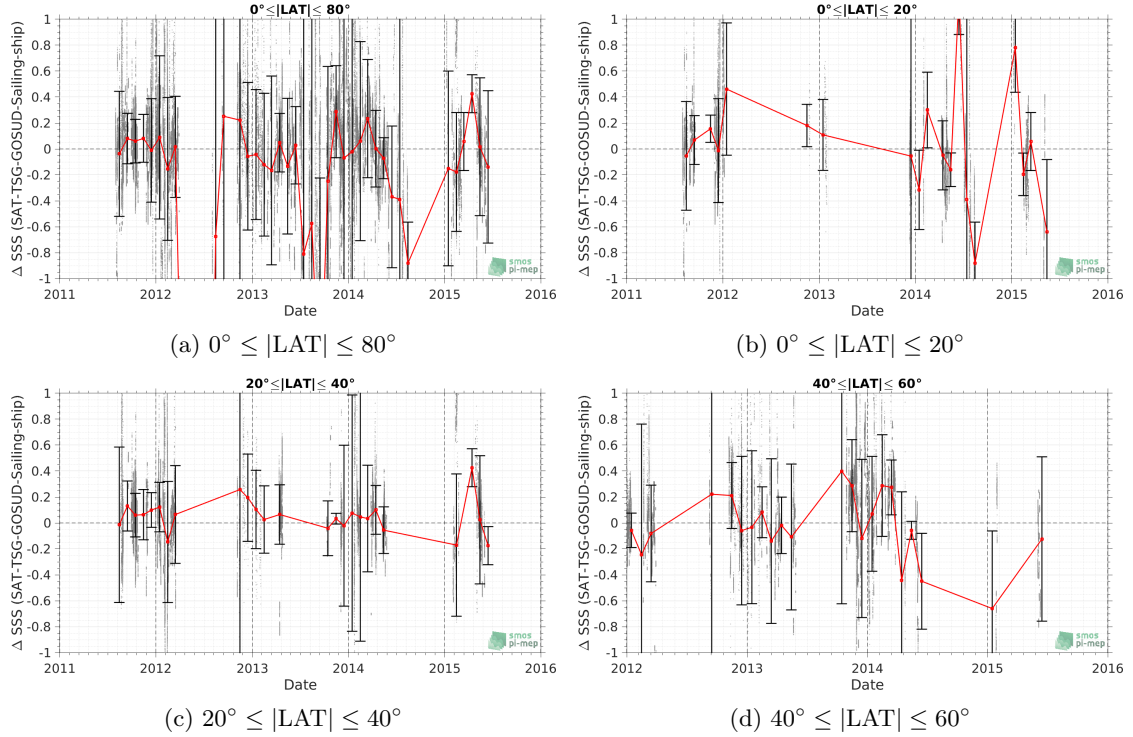 0°≤|LAT|≤ 80°
Δ SSS (SAT-TSG-GOSUD-Sailing-ship)
1
0.8
0.6
0.4
0.2
0
-0.2
-0.4
-0.6
-0.8
-1
2011 2012 2013 2014 2015 2016
Date
smos
pi-mep
(a) 0° ≤ |LAT| ≤ 80°
0°≤|LAT|≤ 20°
Δ SSS (SAT-TSG-GOSUD-Sailing-ship)
1
0.8
0.6
0.4
0.2
0
-0.2
-0.4
-0.6
-0.8
-1
2011 2012 2013 2014 2015 2016
Date
smos
pi-mep
(b) 0° ≤ |LAT| ≤ 20°
20°≤|LAT|≤ 40°
Δ SSS (SAT-TSG-GOSUD-Sailing-ship)
1
0.8
0.6
0.4
0.2
0
-0.2
-0.4
-0.6
-0.8
-1
2011 2012 2013 2014 2015 2016
Date
smos
pi-mep
(c) 20° ≤ |LAT| ≤ 40°
40°≤|LAT|≤ 60°
Δ SSS (SAT-TSG-GOSUD-Sailing-ship)
1
0.8
0.6
0.4
0.2
0
-0.2
-0.4
-0.6
-0.8
-1
2012 2013 2014 2015 2016
Date
smos
pi-mep
(d) 40° ≤ |LAT| ≤ 60°